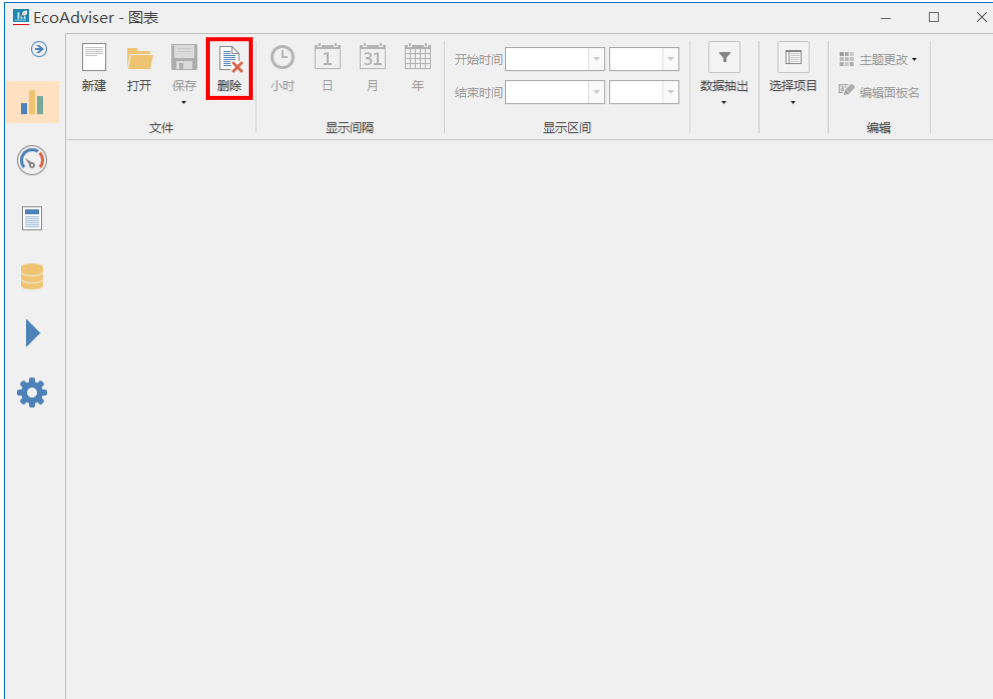 EcoAdviser - 图表
新建 打开 保存 删除 小时 1 日 31 月 年
开始时间
结束时间
数据抽出 选择项目
主题更改
编辑面板名
文件 显示间隔 显示区间 编辑